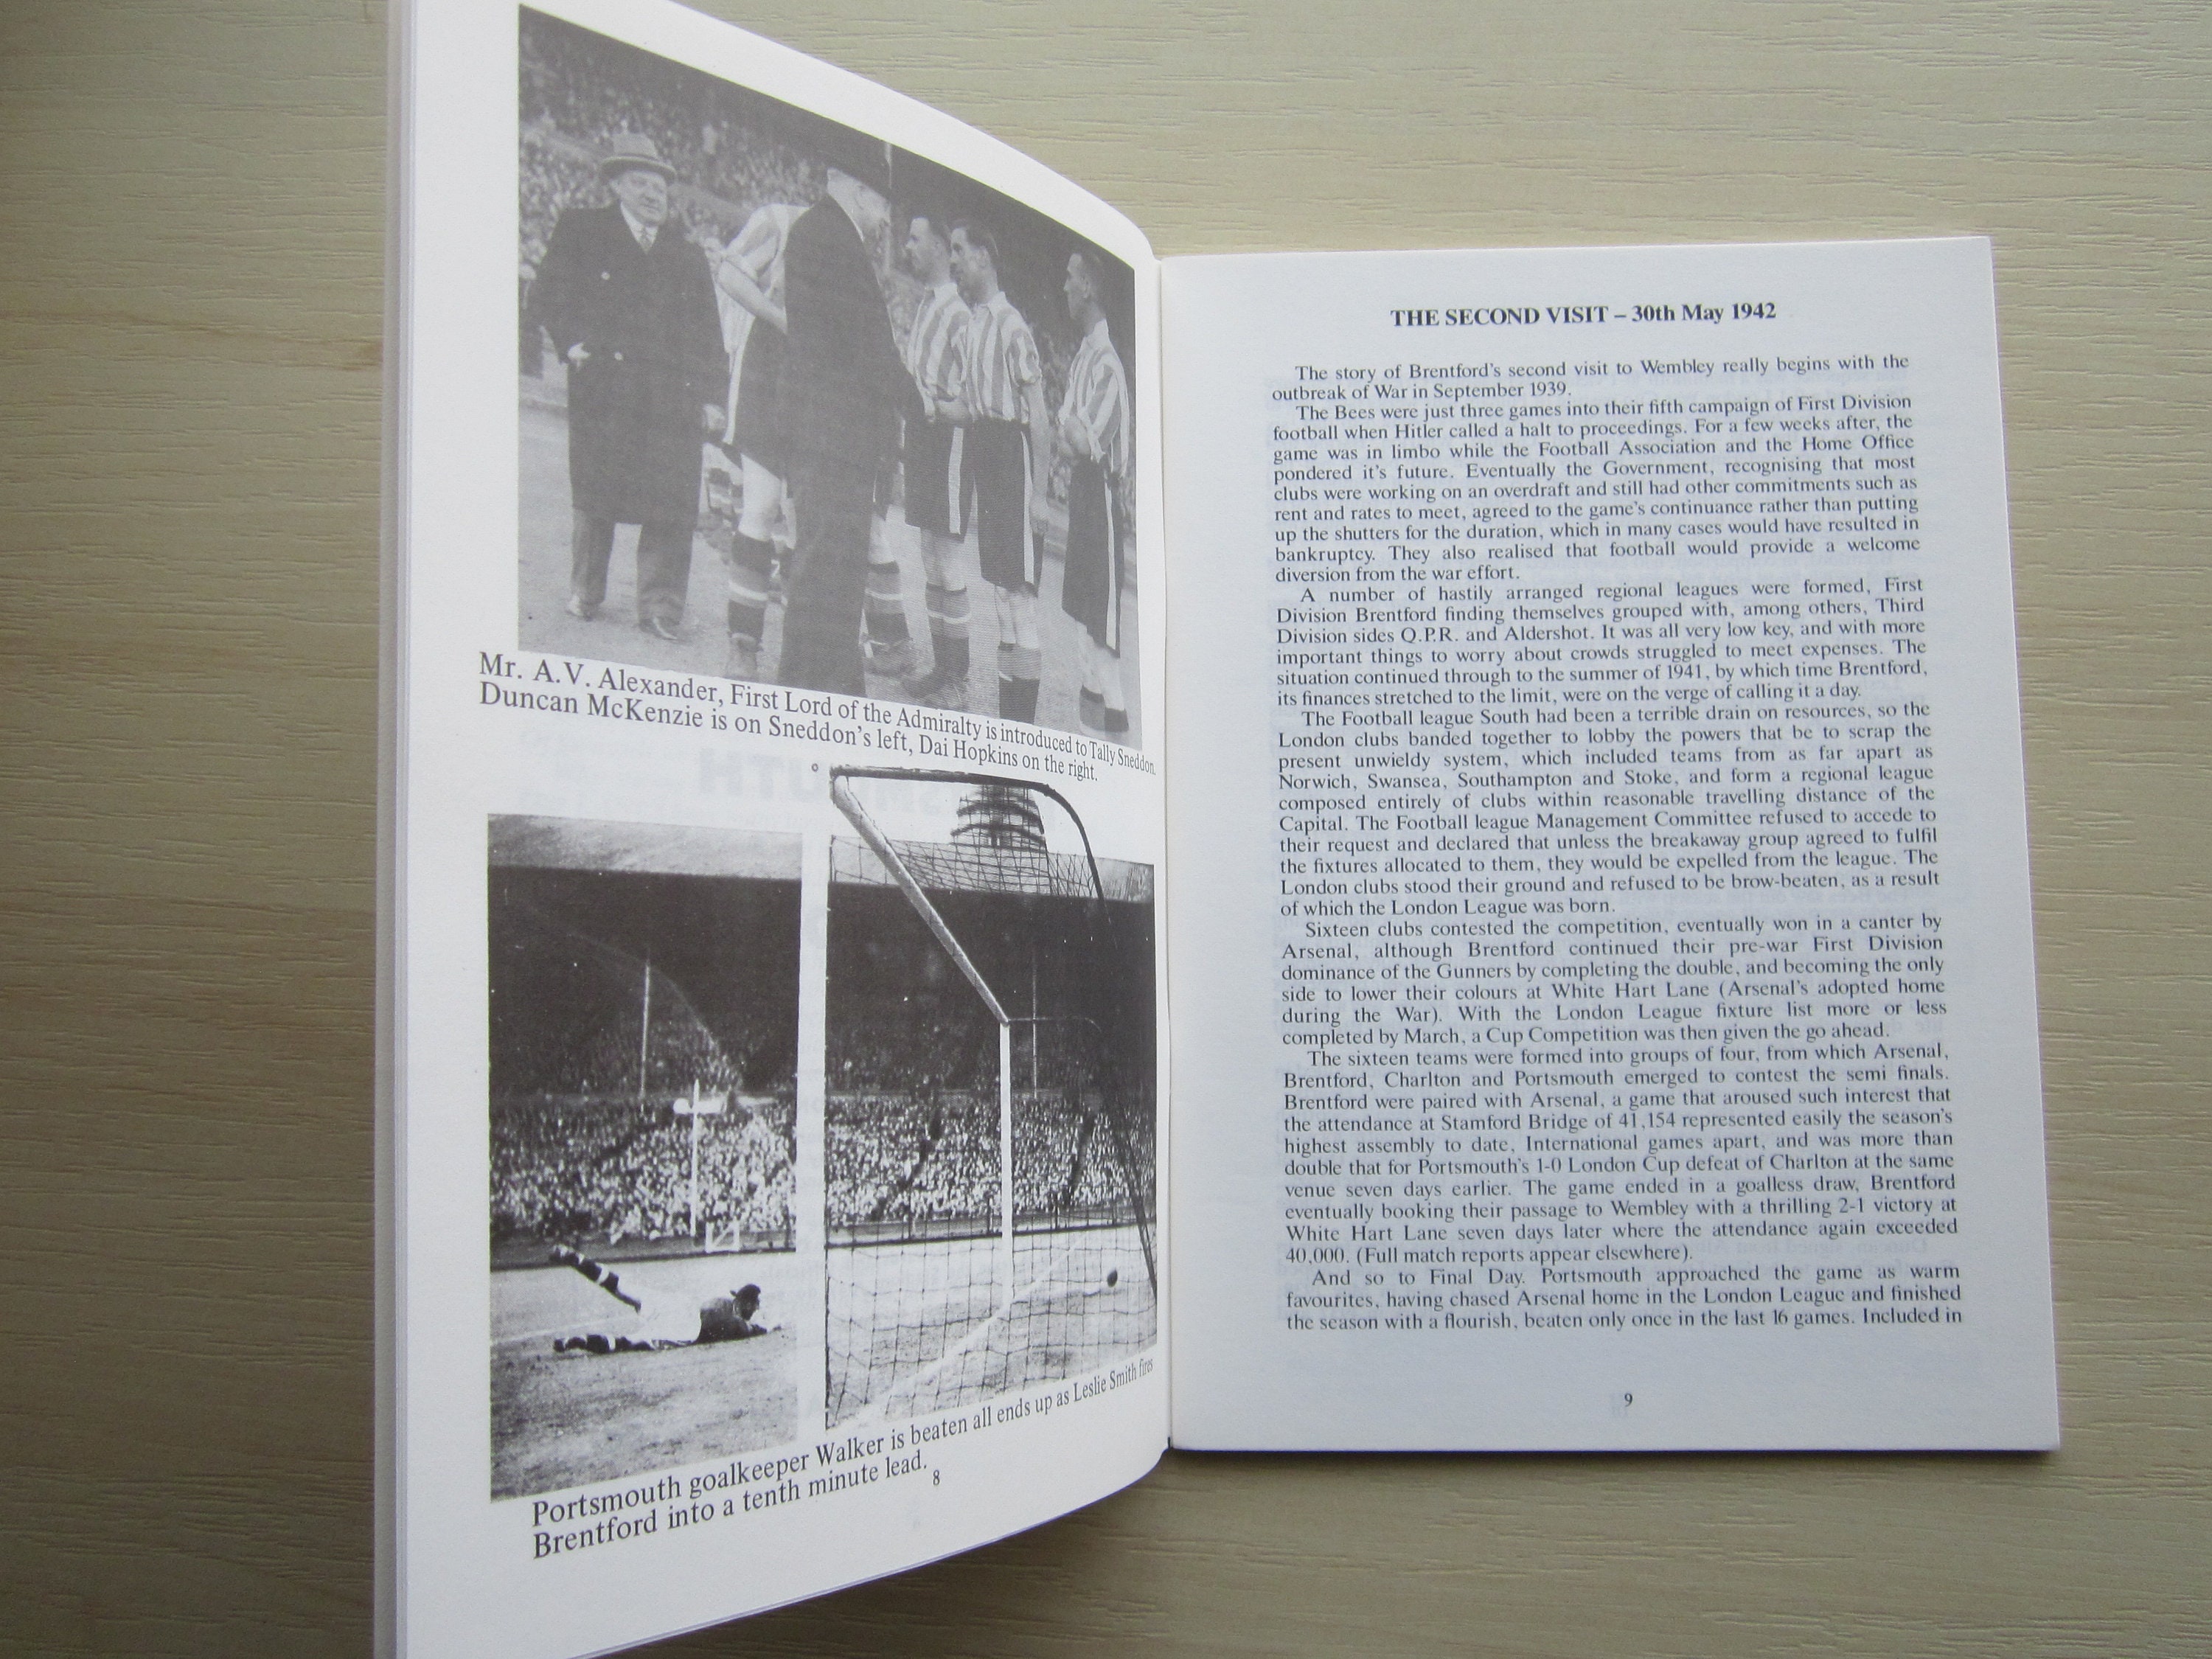 Mr. A.V. Alexander, First Lord of the Admiralty is introduced to Tally Sneddon.
Duncan McKenzie is on Sneddon's left, Dai Hopkins on the right.
Portsmouth goalkeeper Walker is beaten all ends up as Leslie Smith fires
Brentford into a tenth minute lead.
8
THE SECOND VISIT – 30th May 1942
The story of Brentford's second visit to Wembley really begins with the
outbreak of War in September 1939.
The Bees were just three games into their fifth campaign of First Division
football when Hitler called a halt to proceedings. For a few weeks after, the
game was in limbo while the Football Association and the Home Office
pondered it's future. Eventually the Government, recognising that most
clubs were working on an overdraft and still had other commitments such as
rent and rates to meet, agreed to the game's continuance rather than putting
up the shutters for the duration, which in many cases would have resulted in
bankruptcy. They also realised that football would provide a welcome
diversion from the war effort.
A number of hastily arranged regional leagues were formed, First
Division Brentford finding themselves grouped with, among others, Third
Division sides Q.P.R. and Aldershot. It was all very low key, and with more
important things to worry about crowds struggled to meet expenses. The
situation continued through to the summer of 1941, by which time Brentford,
its finances stretched to the limit, were on the verge of calling it a day.
The Football league South had been a terrible drain on resources, so the
London clubs banded together to lobby the powers that be to scrap the
present unwieldy system, which included teams from as far apart as
Norwich, Swansea, Southampton and Stoke, and form a regional league
composed entirely of clubs within reasonable travelling distance of the
Capital. The Football league Management Committee refused to accede to
their request and declared that unless the breakaway group agreed to fulfil
the fixtures allocated to them, they would be expelled from the league. The
London clubs stood their ground and refused to be brow-beaten, as a result
of which the London League was born.
Sixteen clubs contested the competition, eventually won in a canter by
Arsenal, although Brentford continued their pre-war First Division
dominance of the Gunners by completing the double, and becoming the only
side to lower their colours at White Hart Lane (Arsenal's adopted home
during the War). With the London League fixture list more or less
completed by March, a Cup Competition was then given the go ahead.
The sixteen teams were formed into groups of four, from which Arsenal,
Brentford, Charlton and Portsmouth emerged to contest the semi finals.
Brentford were paired with Arsenal, a game that aroused such interest that
the attendance at Stamford Bridge of 41,154 represented easily the season's
highest assembly to date, International games apart, and was more than
double that for Portsmouth's 1-0 London Cup defeat of Charlton at the same
venue seven days earlier. The game ended in a goalless draw, Brentford
eventually booking their passage to Wembley with a thrilling 2-1 victory at
White Hart Lane seven days later where the attendance again exceeded
40,000. (Full match reports appear elsewhere).
And so to Final Day. Portsmouth approached the game as warm
favourites, having chased Arsenal home in the London League and finished
the season with a flourish, beaten only once in the last 16 games. Included in
9